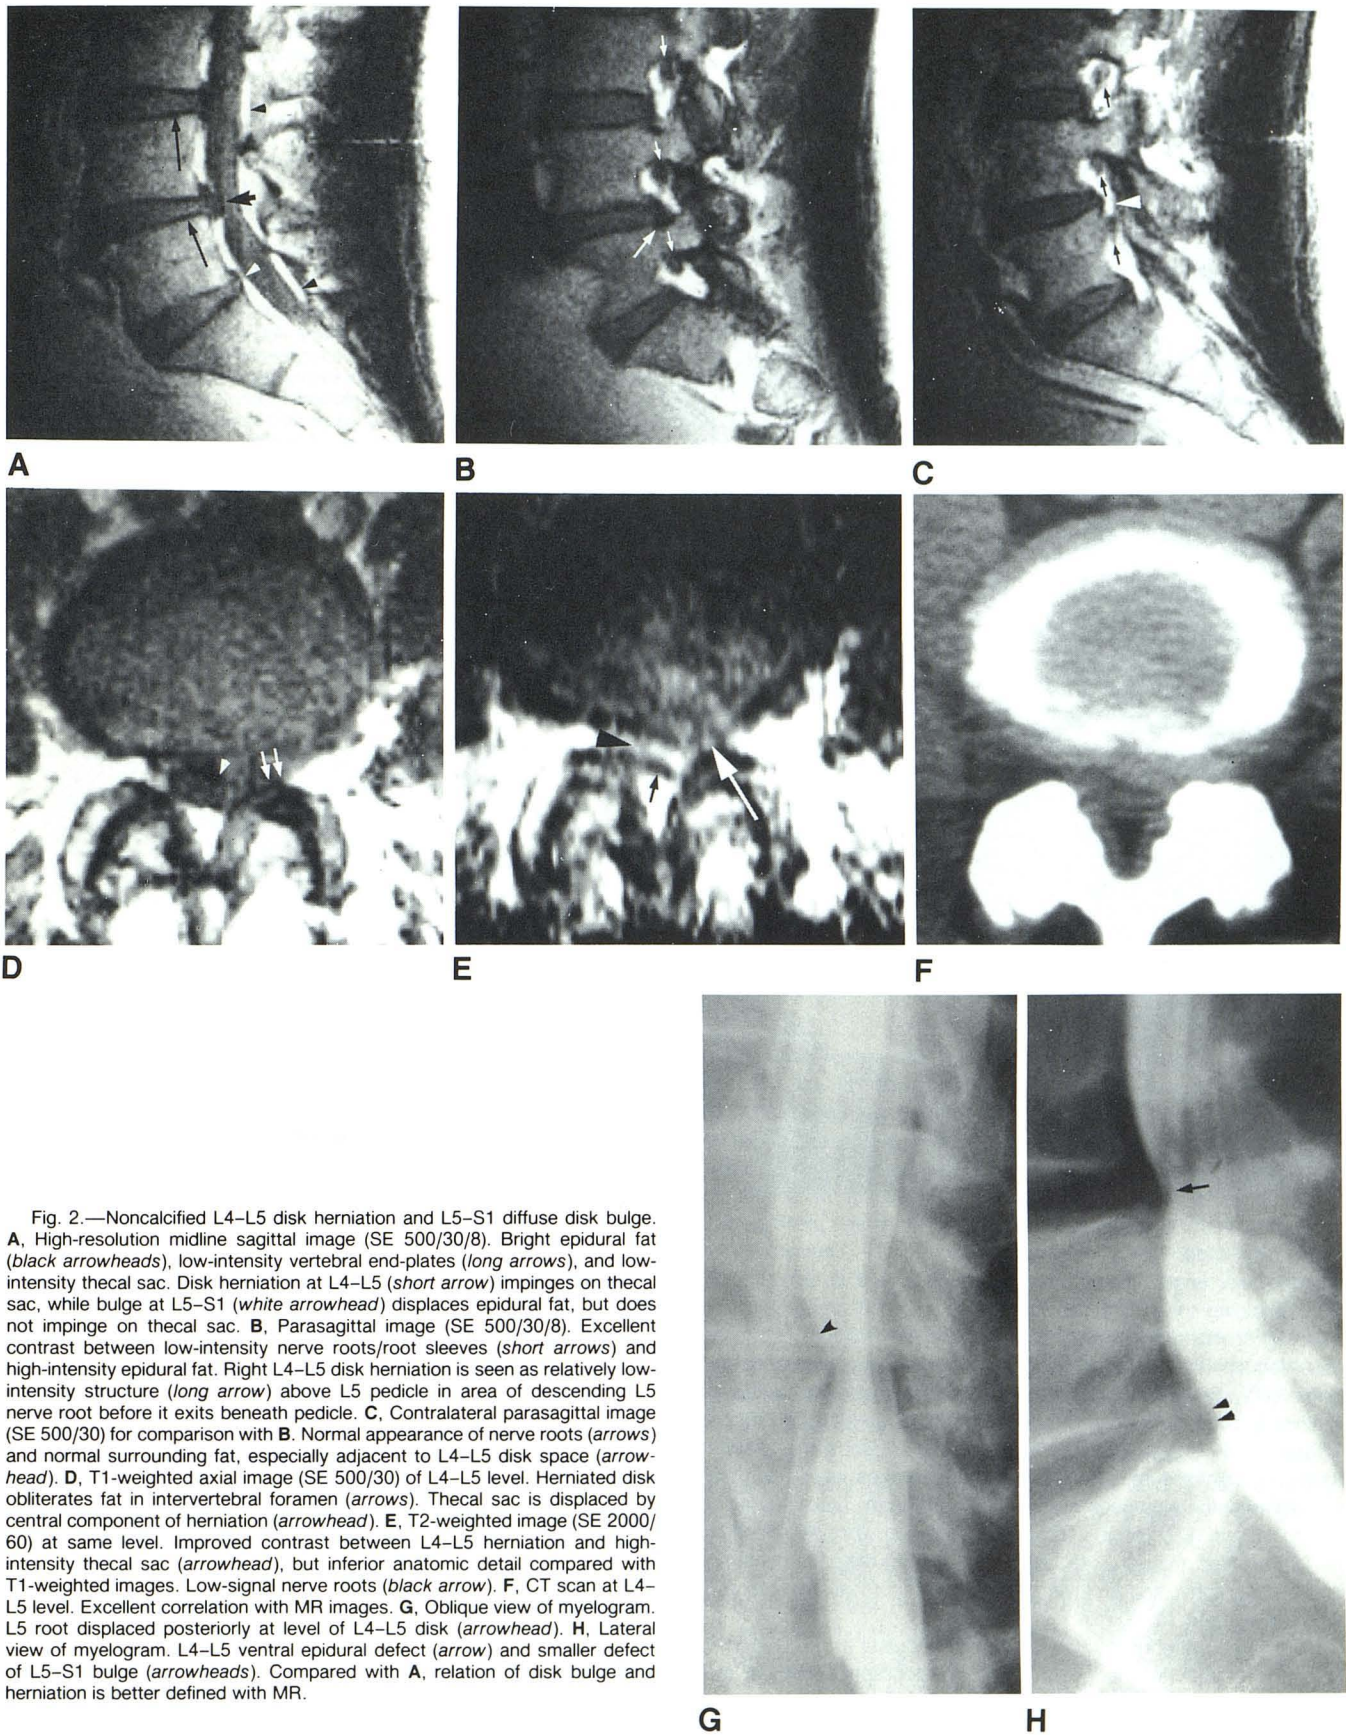 A
B
C
D
E
F
Fig. 2.—Noncalcified L4–L5 disk herniation and L5–S1 diffuse disk bulge.
A, High-resolution midline sagittal image (SE 500/30/8). Bright epidural fat
(black arrowheads), low-intensity vertebral end-plates (long arrows), and low-
intensity thecal sac. Disk herniation at L4–L5 (short arrow) impinges on thecal
sac, while bulge at L5–S1 (white arrowhead) displaces epidural fat, but does
not impinge on thecal sac. B, Parasagittal image (SE 500/30/8). Excellent
contrast between low-intensity nerve roots/root sleeves (short arrows) and
high-intensity epidural fat. Right L4–L5 disk herniation is seen as relatively low-
intensity structure (long arrow) above L5 pedicle in area of descending L5
nerve root before it exits beneath pedicle. C, Contralateral parasagittal image
(SE 500/30) for comparison with B. Normal appearance of nerve roots (arrows)
and normal surrounding fat, especially adjacent to L4–L5 disk space (arrow-
head). D, T1-weighted axial image (SE 500/30) of L4–L5 level. Herniated disk
obliterates fat in intervertebral foramen (arrows). Thecal sac is displaced by
central component of herniation (arrowhead). E, T2-weighted image (SE 2000/
60) at same level. Improved contrast between L4–L5 herniation and high-
intensity thecal sac (arrowhead), but inferior anatomic detail compared with
T1-weighted images. Low-signal nerve roots (black arrow). F, CT scan at L4–
L5 level. Excellent correlation with MR images. G, Oblique view of myelogram.
L5 root displaced posteriorly at level of L4–L5 disk (arrowhead). H, Lateral
view of myelogram. L4–L5 ventral epidural defect (arrow) and smaller defect
of L5–S1 bulge (arrowheads). Compared with A, relation of disk bulge and
herniation is better defined with MR.
G
H